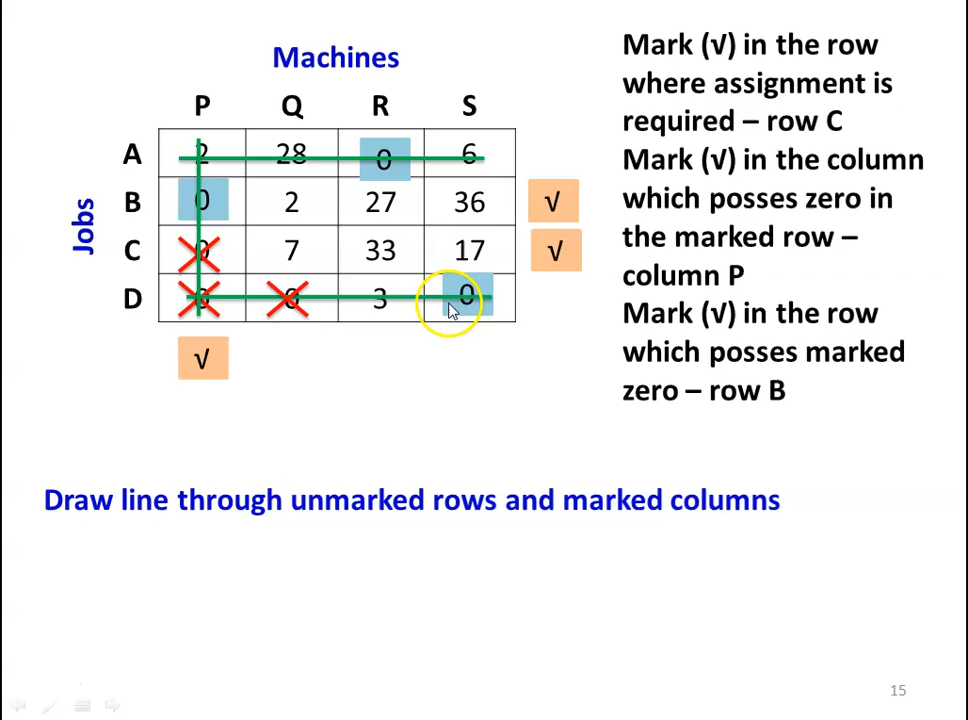 Machines
P Q R S
A 2 28 0 6
B 0 2 27 36 √
C 0 7 33 17 √
D 0 0 3 0
√
Jobs
Mark (√) in the row
where assignment is
required – row C
Mark (√) in the column
which posses zero in
the marked row –
column P
Mark (√) in the row
which posses marked
zero – row B
Draw line through unmarked rows and marked columns
15